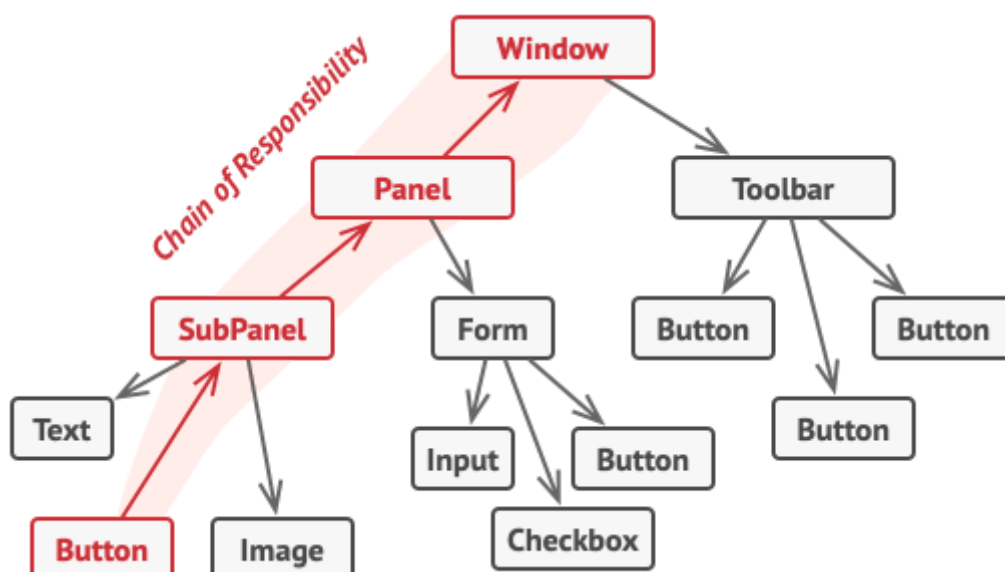 Window
Chain of Responsibility
Panel
Toolbar
SubPanel
Form
Button
Button
Text
Input
Button
Button
Button
Image
Checkbox